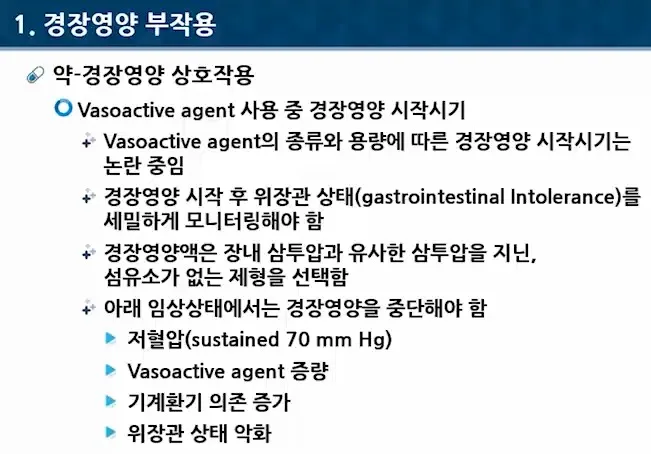 1. 경장영양 부작용
약-경장영양 상호작용
Vasoactive agent 사용 중 경장영양 시작시기
Vasoactive agent의 종류와 용량에 따른 경장영양 시작시기는
논란 중임
경장영양 시작 후 위장관 상태(gastrointestinal Intolerance)를
세밀하게 모니터링해야 함
경장영양액은 장내 삼투압과 유사한 삼투압을 지닌,
섬유소가 없는 제형을 선택함
아래 임상상태에서는 경장영양을 중단해야 함
저혈압(sustained 70 mm Hg)
Vasoactive agent 증량
기계환기 의존 증가
위장관 상태 악화